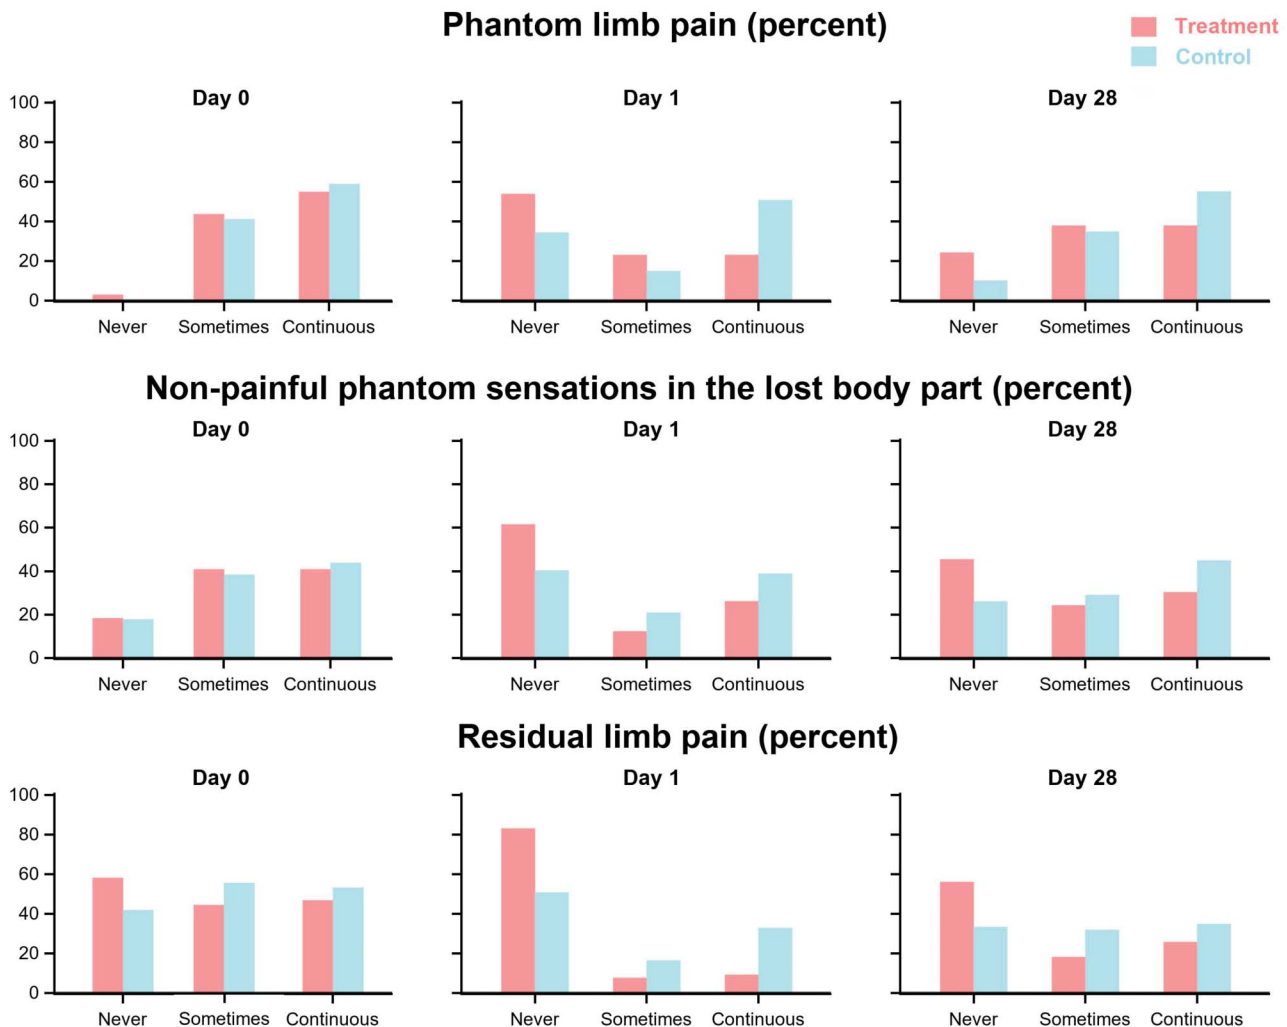 Phantom limb pain (percent)
Treatment
Control
Day 0
Day 1
Day 28
100
80
60
40
20
0
Never Sometimes Continuous
Never Sometimes Continuous
Never Sometimes Continuous
Non-painful phantom sensations in the lost body part (percent)
Day 0
Day 1
Day 28
100
80
60
40
20
0
Never Sometimes Continuous
Never Sometimes Continuous
Never Sometimes Continuous
Residual limb pain (percent)
Day 0
Day 1
Day 28
100
80
60
40
20
0
Never Sometimes Continuous
Never Sometimes Continuous
Never Sometimes Continuous